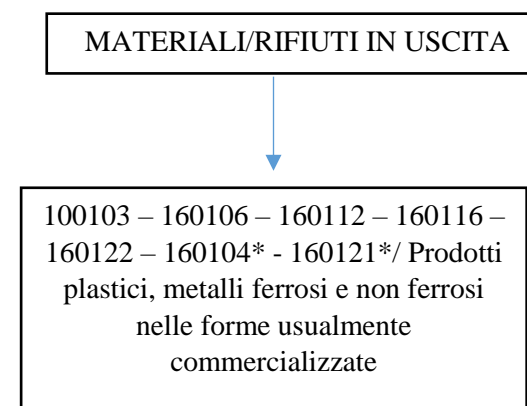 MATERIALI/RIFIUTI IN USCITA
100103 – 160106 – 160112 – 160116 –
160122 – 160104* - 160121*/ Prodotti
plastici, metalli ferrosi e non ferrosi
nelle forme usualmente
commercializzate